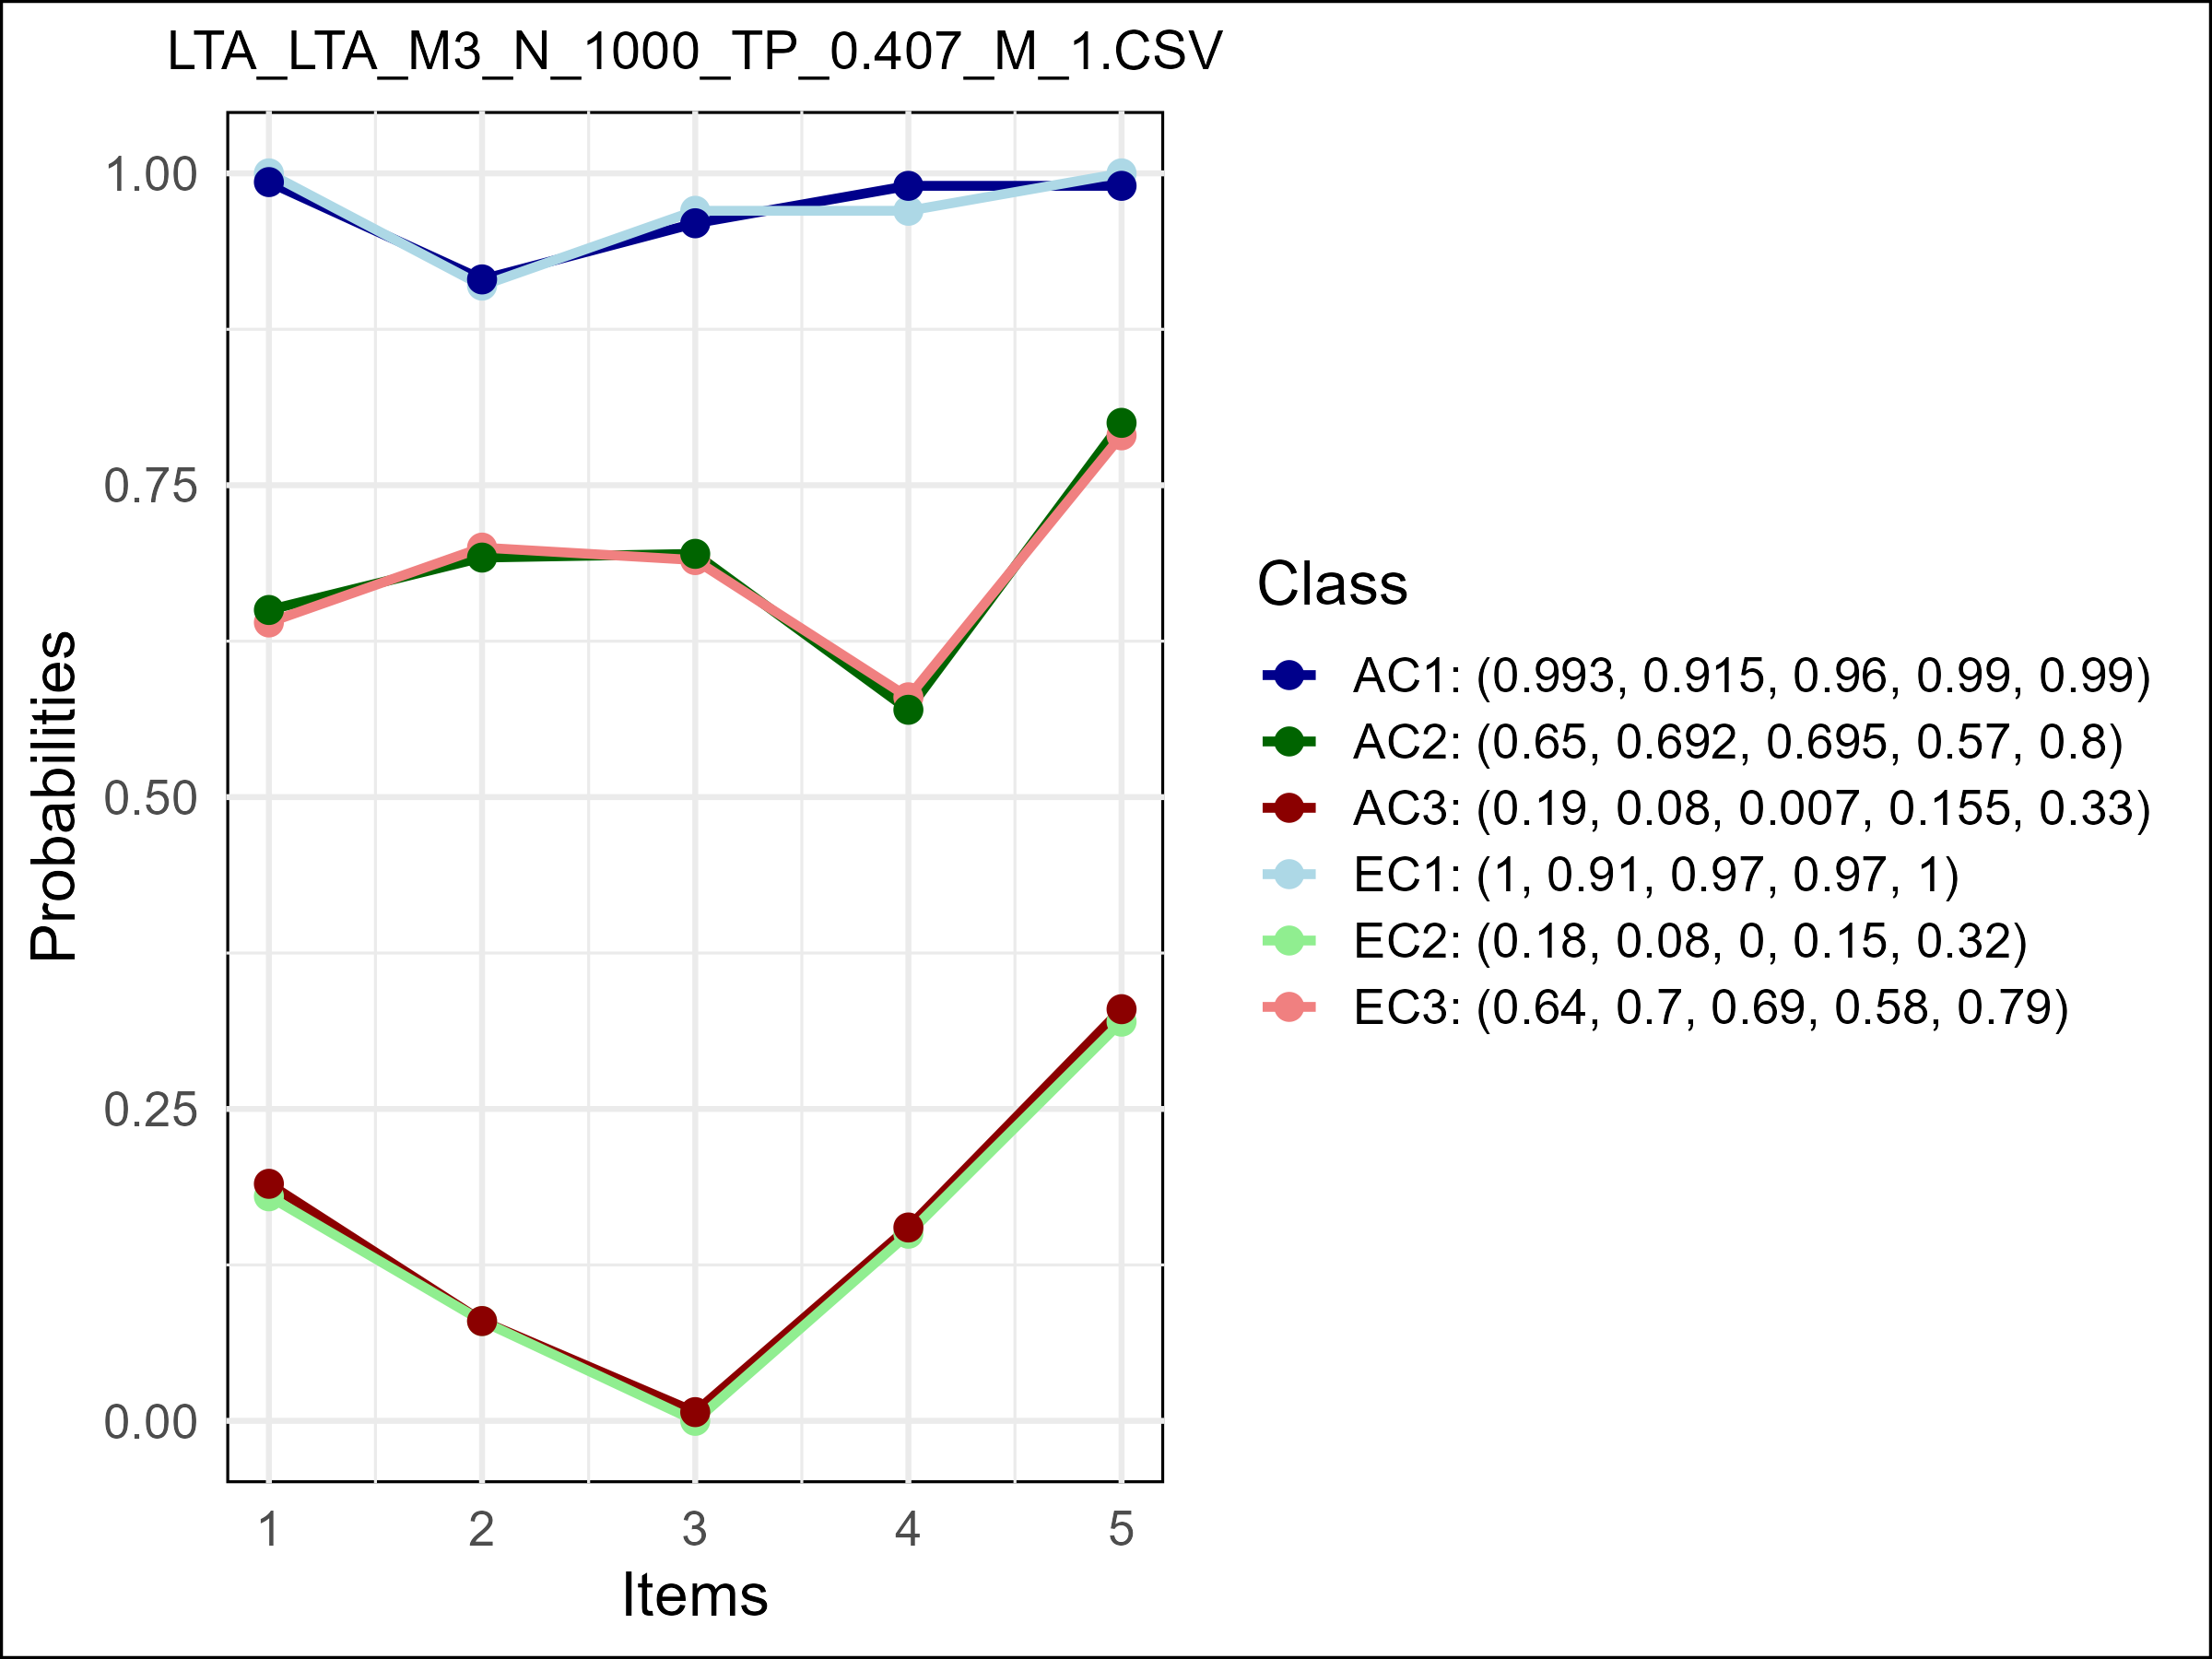 LTA_LTA_M3_N_1000_TP_0.407_M_1.CSV
1.00
0.75
0.50
0.25
0.00
Probabilities
1 2 3 4 5
Items
Class
AC1: (0.993, 0.915, 0.96, 0.99, 0.99)
AC2: (0.65, 0.692, 0.695, 0.57, 0.8)
AC3: (0.19, 0.08, 0.007, 0.155, 0.33)
EC1: (1, 0.91, 0.97, 0.97, 1)
EC2: (0.18, 0.08, 0, 0.15, 0.32)
EC3: (0.64, 0.7, 0.69, 0.58, 0.79)